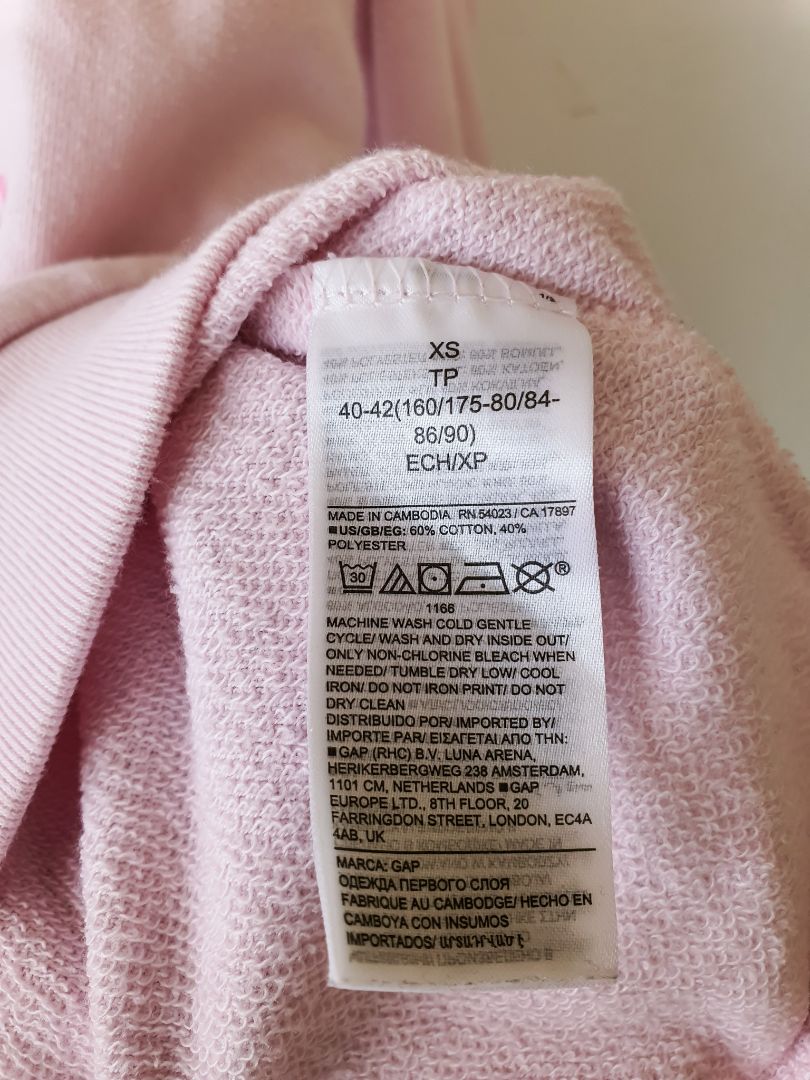 1/8
XS
TP
40-42(160/175-80/84-
86/90)
ECH/XP
MADE IN CAMBODIA RN 54023 / CA 17897
■US/GB/EG: 60% COTTON, 40%
POLYESTER
30
®
1166
MACHINE WASH COLD GENTLE
CYCLE/ WASH AND DRY INSIDE OUT/
ONLY NON-CHLORINE BLEACH WHEN
NEEDED/ TUMBLE DRY LOW/ COOL
IRON/ DO NOT IRON PRINT/ DO NOT
DRY CLEAN
DISTRIBUIDO POR/ IMPORTED BY/
IMPORTE PAR/ ΕΙΣΑΓΕΤΑΙ ΑΠΟ ΤΗΝ:
■GAP (RHC) B.V. LUNA ARENA,
HERIKERBERGWEG 238 AMSTERDAM,
1101 CM, NETHERLANDS ■GAP
EUROPE LTD., 8TH FLOOR, 20
FARRINGDON STREET, LONDON, EC4A
4AB, UK
MARCA: GAP
ОДЕЖДА ПЕРВОГО СЛОЯ
FABRIQUE AU CAMBODGE/ HECHO EN
CAMBOYA CON INSUMOS
IMPORTADOS/ ԱՐՏԱԴՐՎԱԾ Է